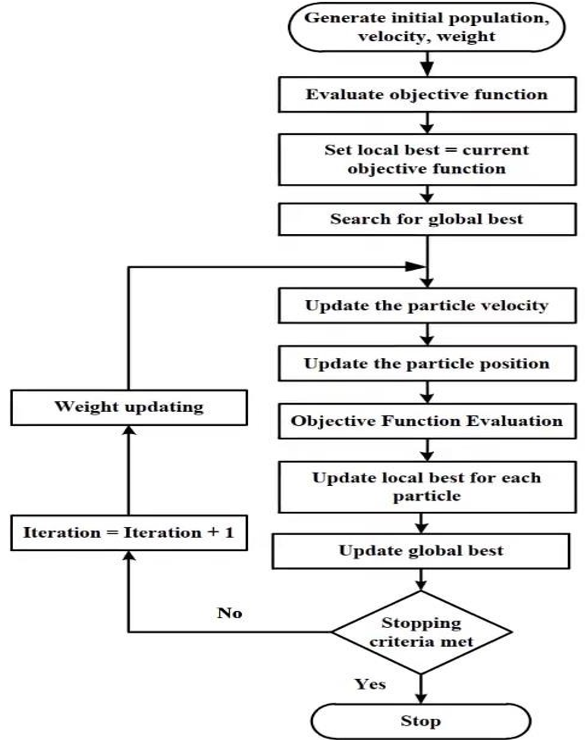 Generate initial population,
velocity, weight
Evaluate objective function
Set local best = current
objective function
Search for global best
Update the particle velocity
Update the particle position
Weight updating
Objective Function Evaluation
Update local best for each
particle
Iteration = Iteration + 1
Update global best
No
Stopping
criteria met
Yes
Stop